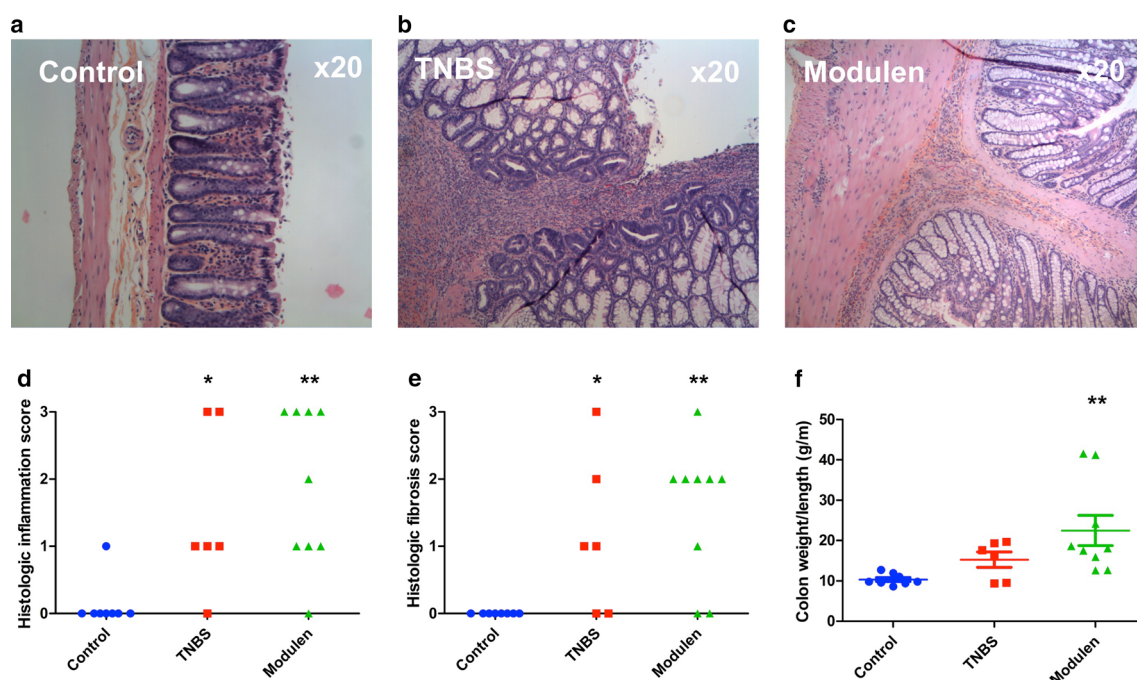 a
b
c
Control x20
TNBS x20
Modulen x20
d
* **
Histologic inflammation score
3
2
1
0
Control
TNBS
Modulen
e
* **
Histologic fibrosis score
3
2
1
0
Control
TNBS
Modulen
f
**
Colon weight/length (g/m)
50
40
30
20
10
0
Control
TNBS
Modulen